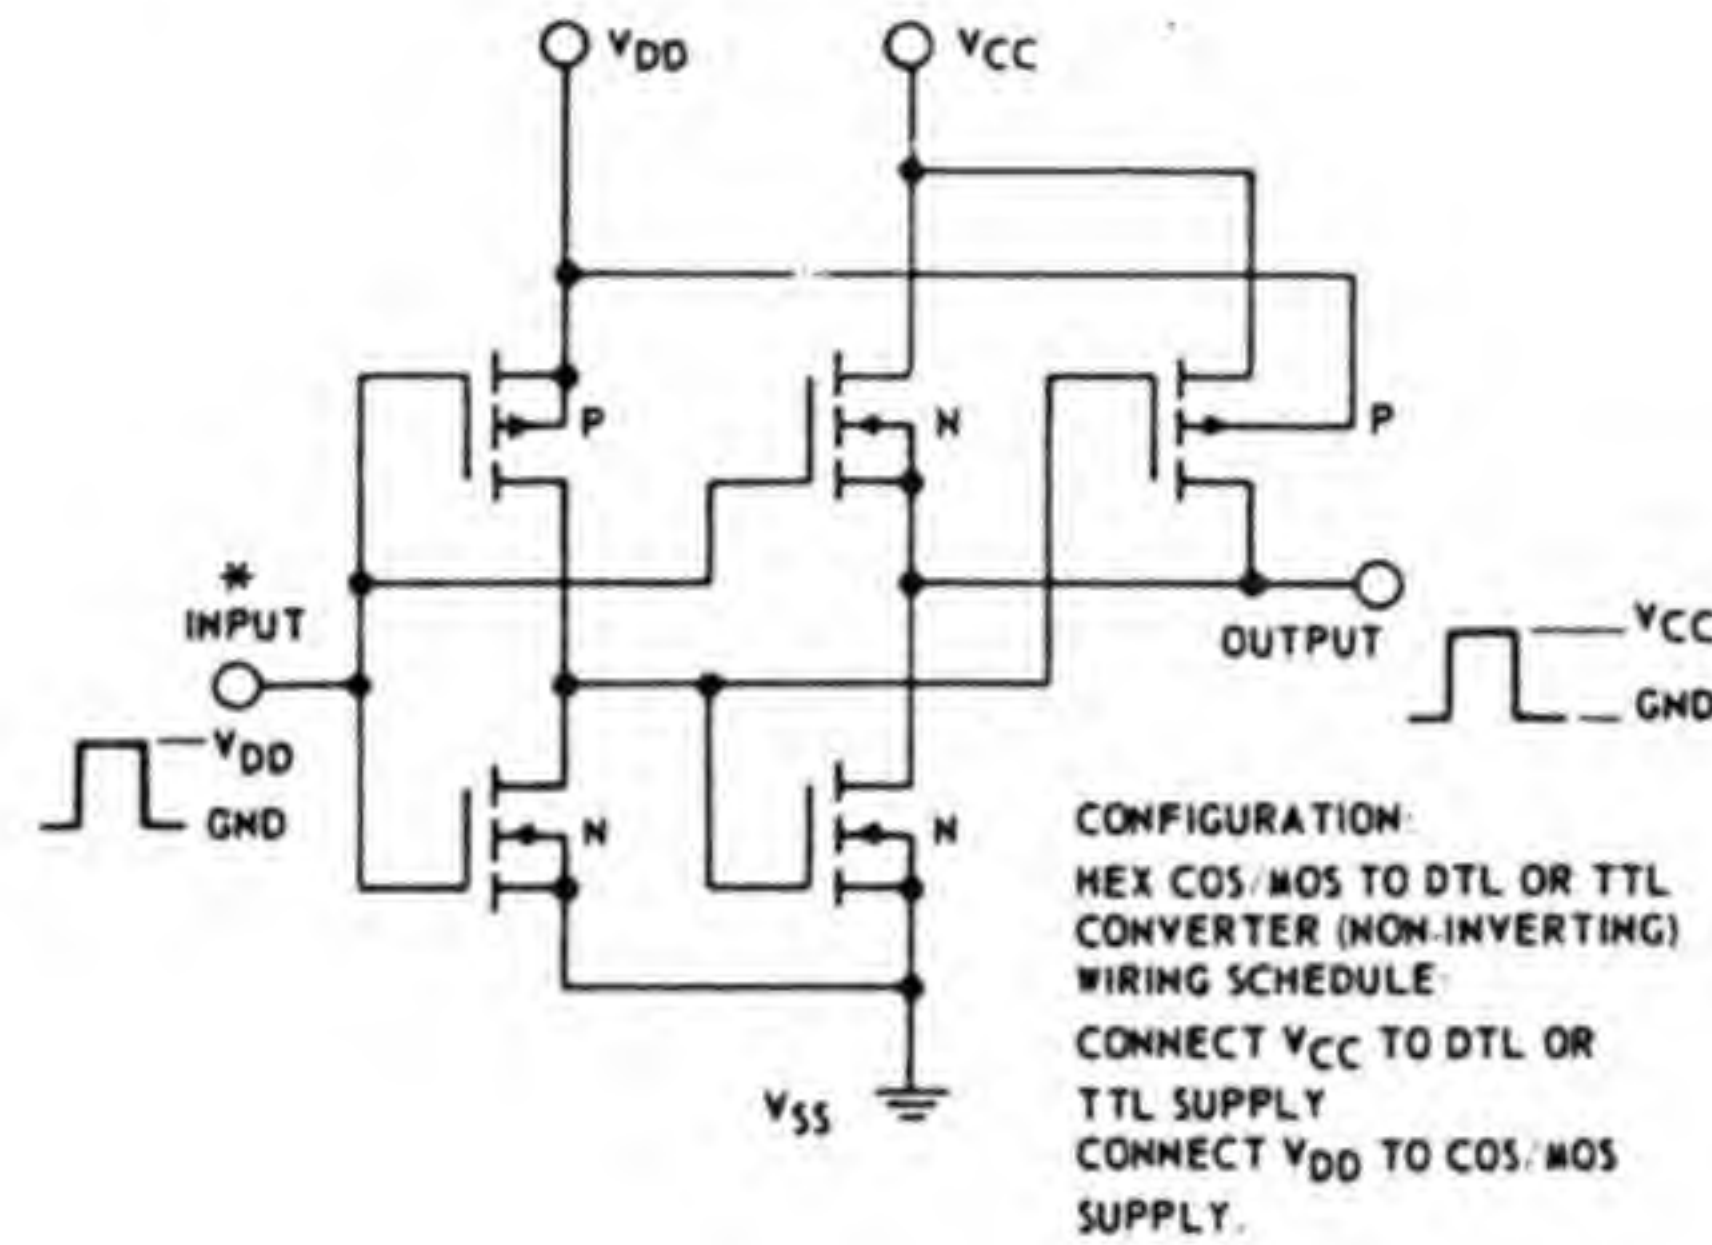 VDD
VCC
P
N
P
*
INPUT
OUTPUT
VCC
GND
VDD
GND
N
N
CONFIGURATION:
HEX COS/MOS TO DTL OR TTL
CONVERTER (NON-INVERTING)
WIRING SCHEDULE:
CONNECT VCC TO DTL OR
TTL SUPPLY
CONNECT VDD TO COS/MOS
SUPPLY.
VSS